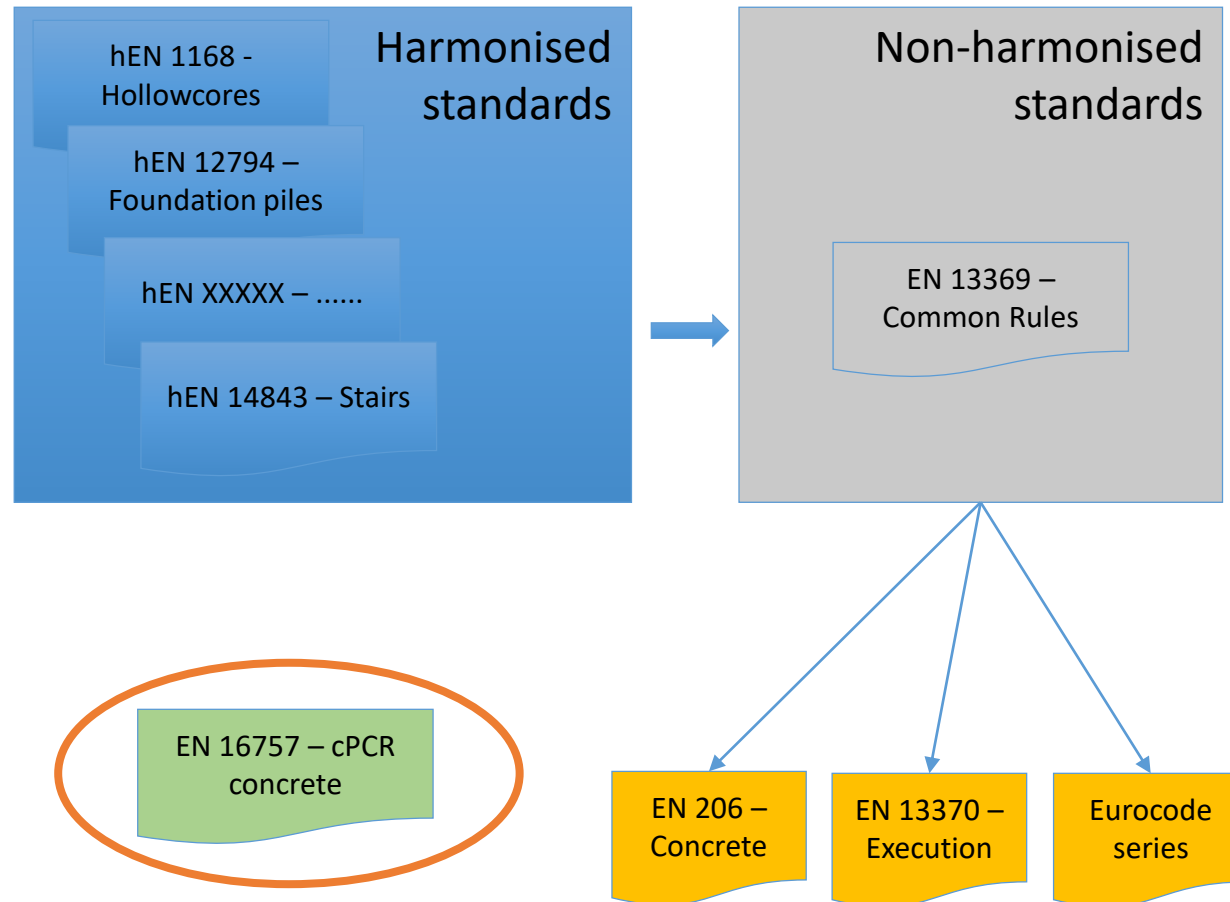 Harmonised
standards
hEN 1168 -
Hollowcores
hEN 12794 –
Foundation piles
hEN XXXXX – ......
hEN 14843 – Stairs
Non-harmonised
standards
EN 13369 –
Common Rules
EN 16757 – cPCR
concrete
EN 206 –
Concrete
EN 13370 –
Execution
Eurocode
series